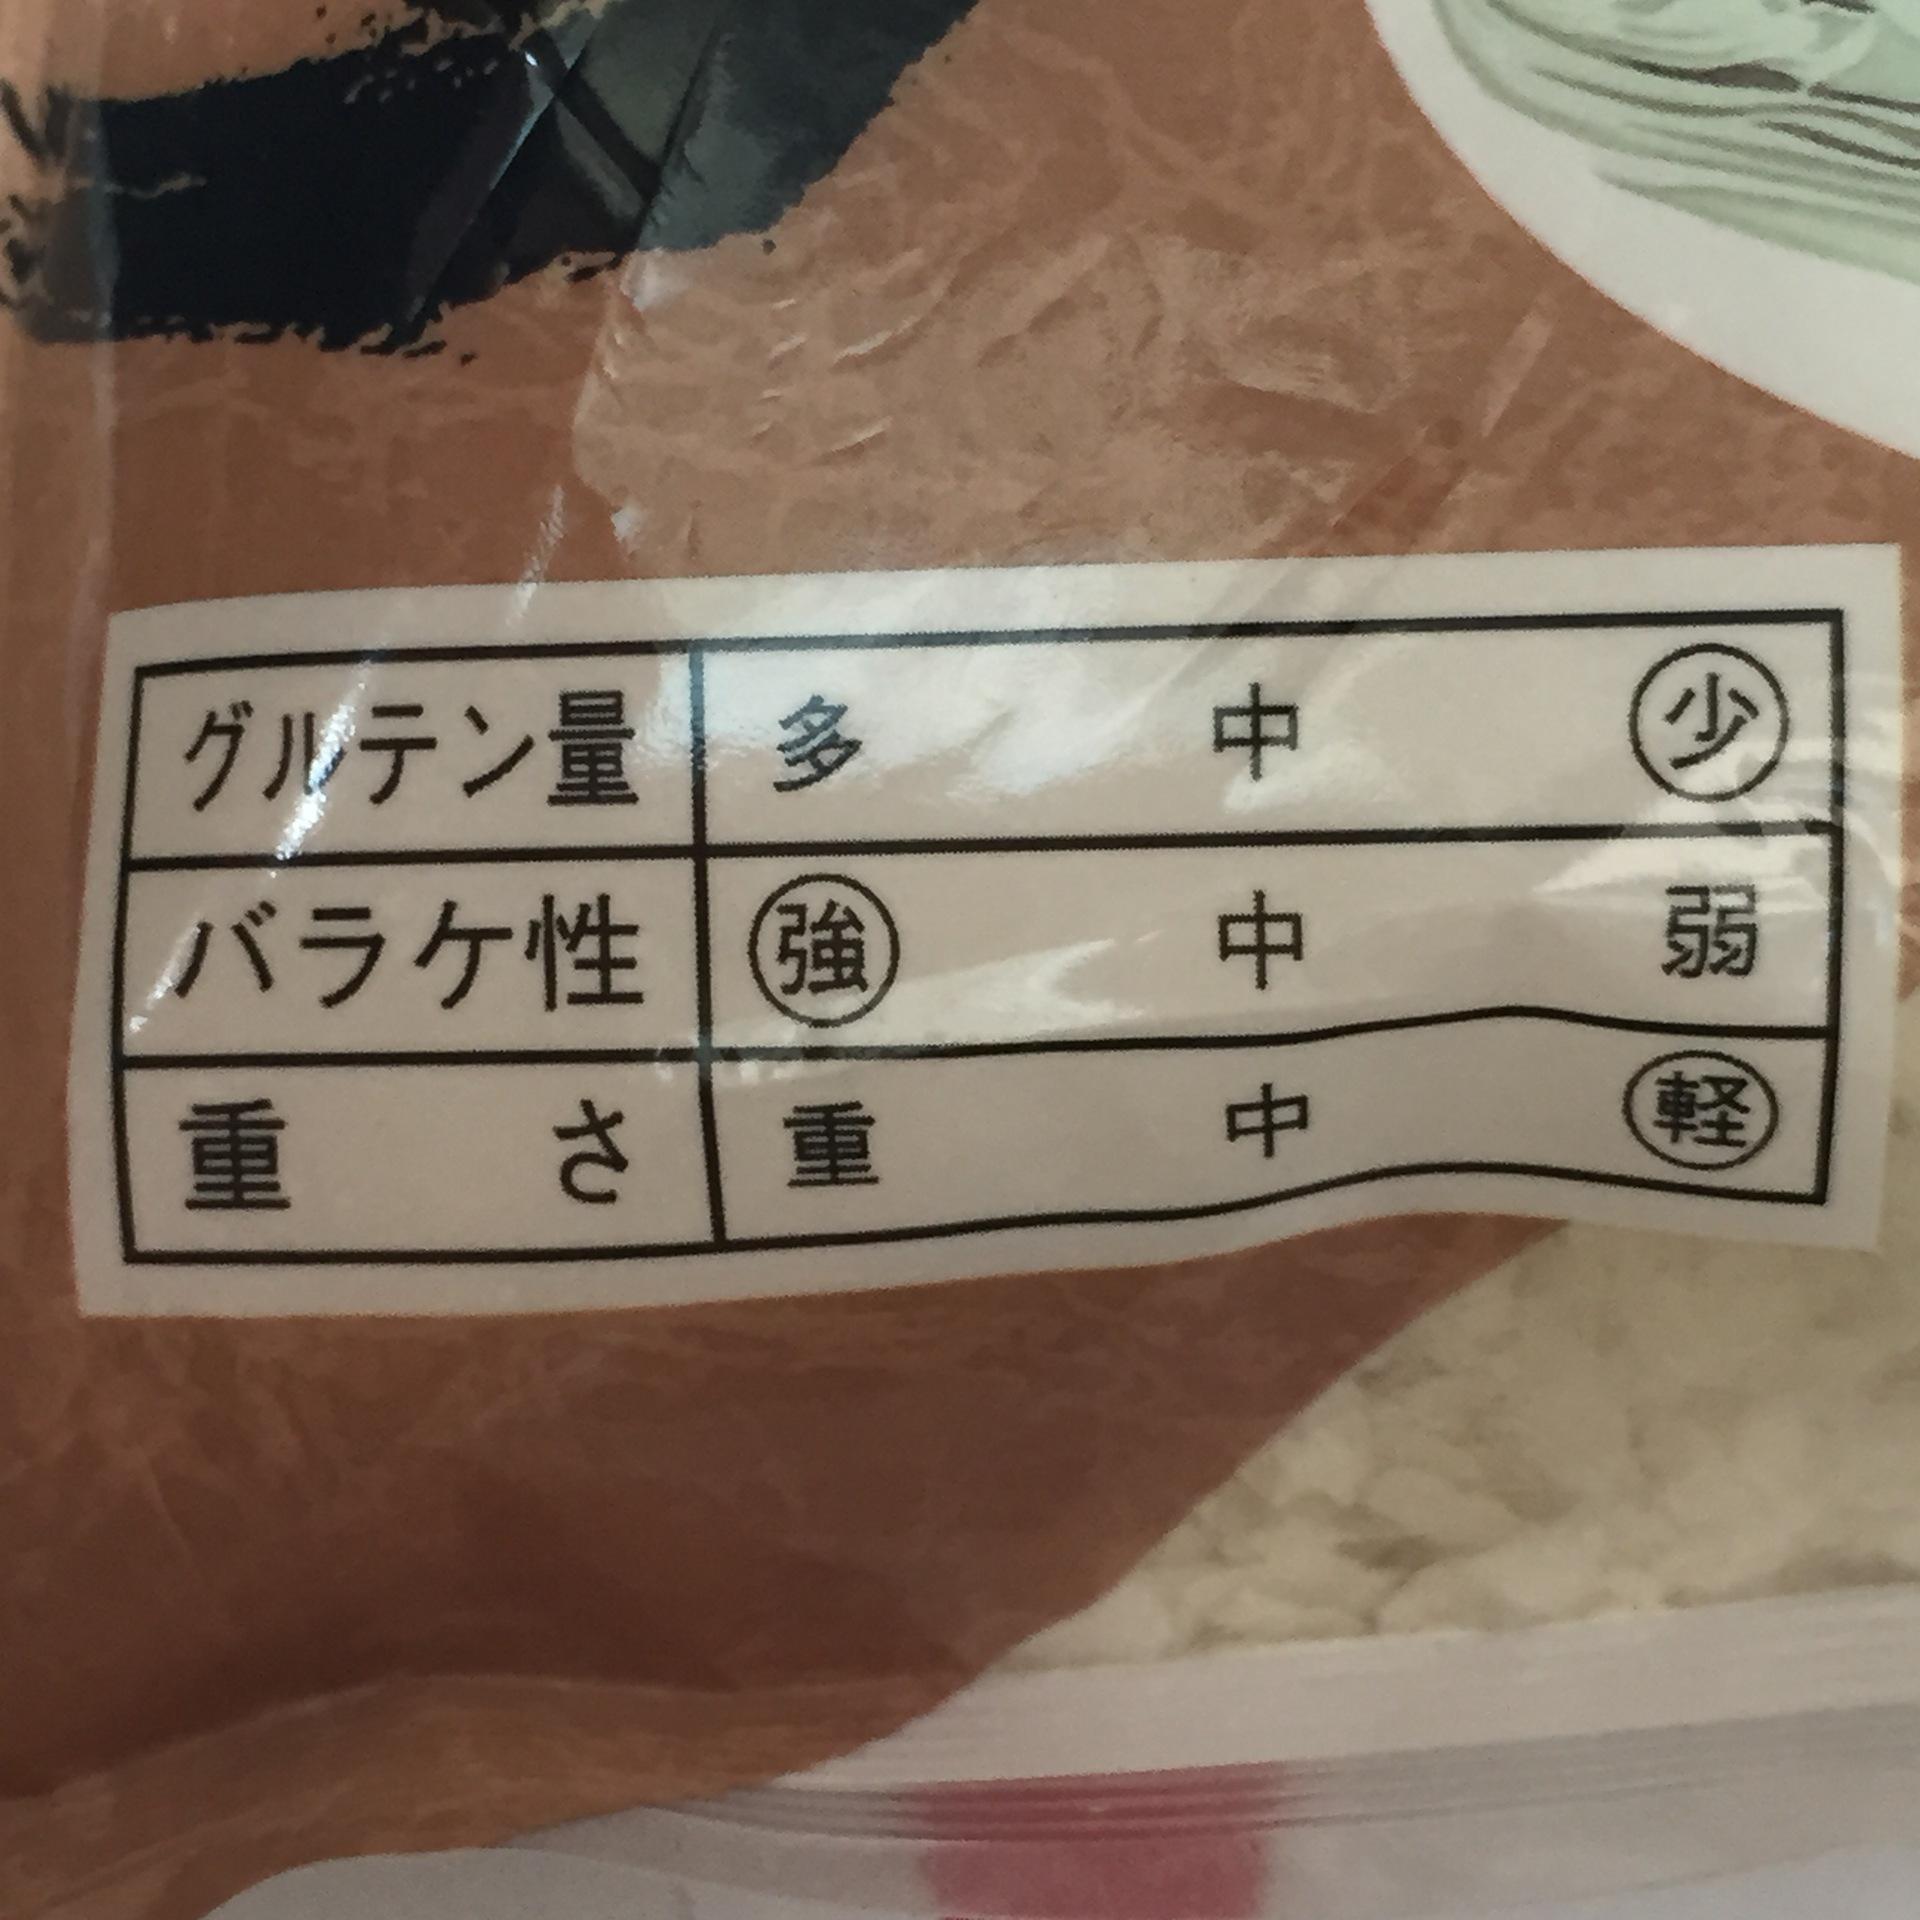 グルテン量 多 中 少
バラケ性 強 中 弱
重さ 重 中 軽